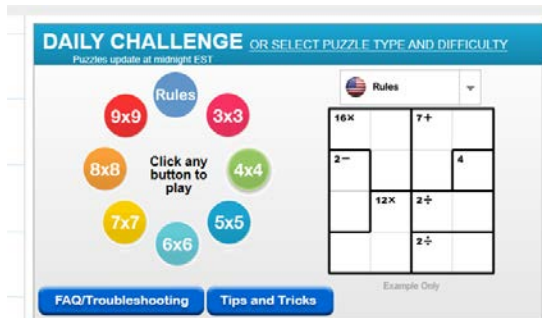 DAILY CHALLENGE OR SELECT PUZZLE TYPE AND DIFFICULTY
Puzzles update at midnight EST
Rules
9x9
3x3
8x8
Click any
button to
play
4x4
7x7
5x5
6x6
FAQ/Troubleshooting
Tips and Tricks
Rules
16×
7+
2−
4
12×
2÷
2÷
Example Only